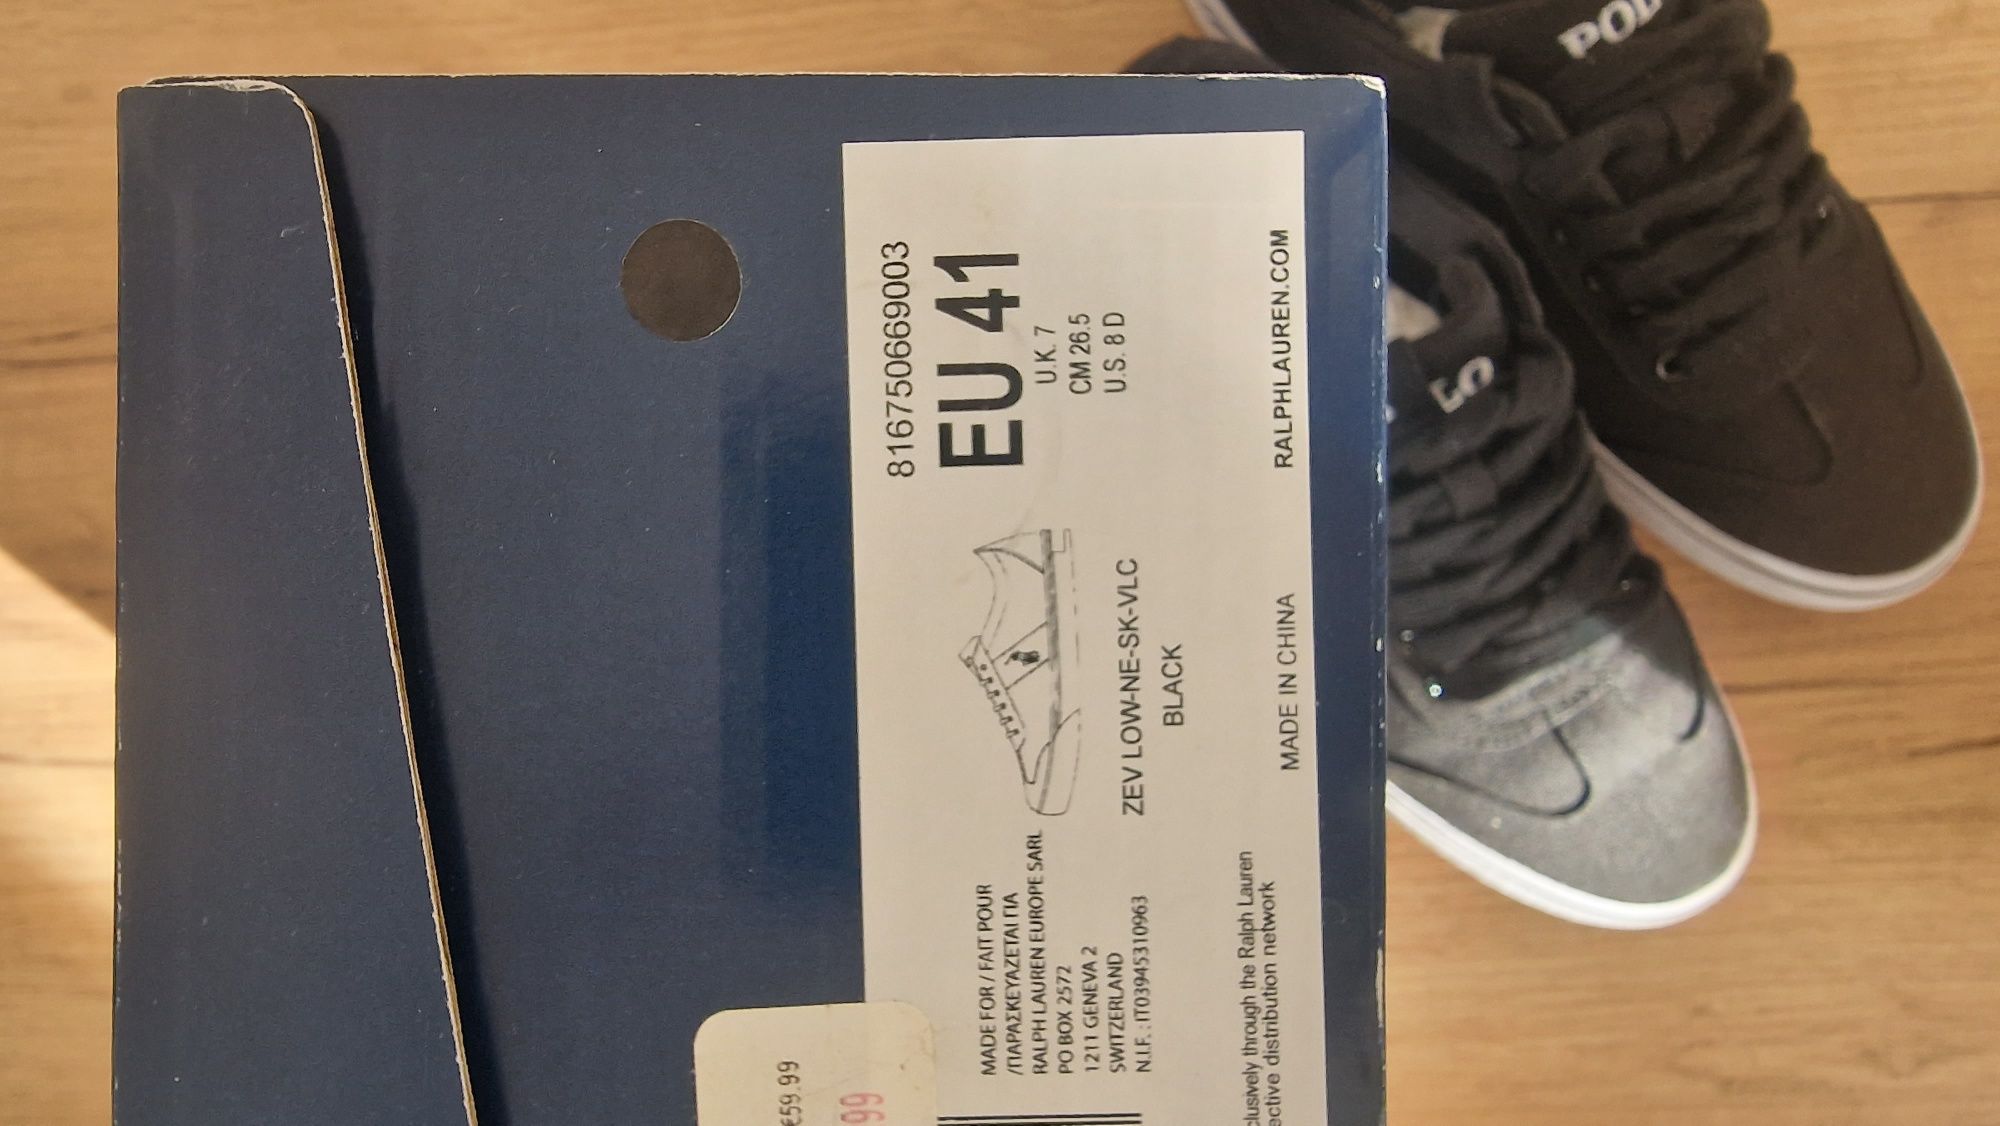 816750669003
EU 41
U.K. 7
CM 26.5
U.S. 8 D
ZEV LOW-NE-SK-VLC
BLACK
MADE FOR / FAIT POUR
/ΠΑΡΑΣΚΕΥΑΖΕΤΑΙ ΓΙΑ
RALPH LAUREN EUROPE SARL
PO BOX 2572
1211 GENEVA 2
SWITZERLAND
N.I.F. : IT03945310963
clusively through the Ralph Lauren
ective distribution network
MADE IN CHINA
RALPHLAUREN.COM
€59.99
99
POL
LO